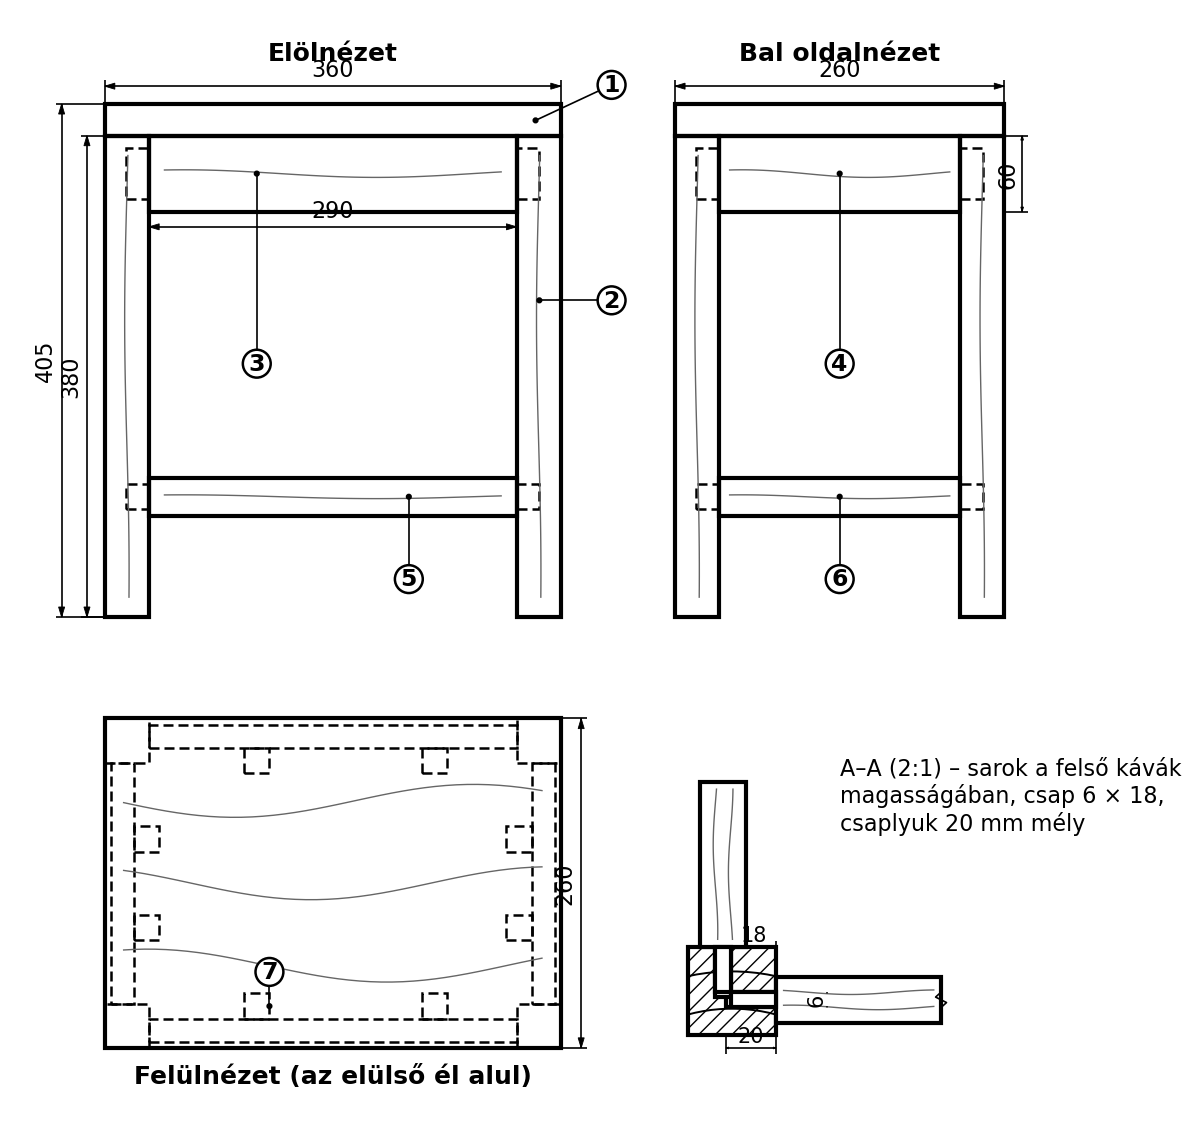 Elölnézet
360
1
Bal oldalnézet
260
60
290
2
3
4
405
380
5
6
260
7
Felülnézet (az elülső él alul)
A–A (2:1) – sarok a felső kávák
magasságában, csap 6 × 18,
csaplyuk 20 mm mély
18
6
20